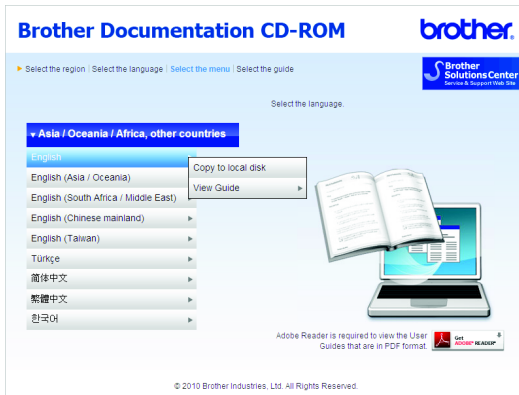 Brother Documentation CD-ROM
brother.
Select the region | Select the language | Select the menu | Select the guide
Brother
Solutions Center
Service & Support Web Site
Select the language.
Asia / Oceania / Africa, other countries
English
Copy to local disk
English (Asia / Oceania)
View Guide
English (South Africa / Middle East)
English (Chinese mainland)
English (Taiwan)
Türkçe
简体中文
繁體中文
한국어
Adobe Reader is required to view the User
Guides that are in PDF format.
Get
ADOBE® READER®
© 2010 Brother Industries, Ltd. All Rights Reserved.